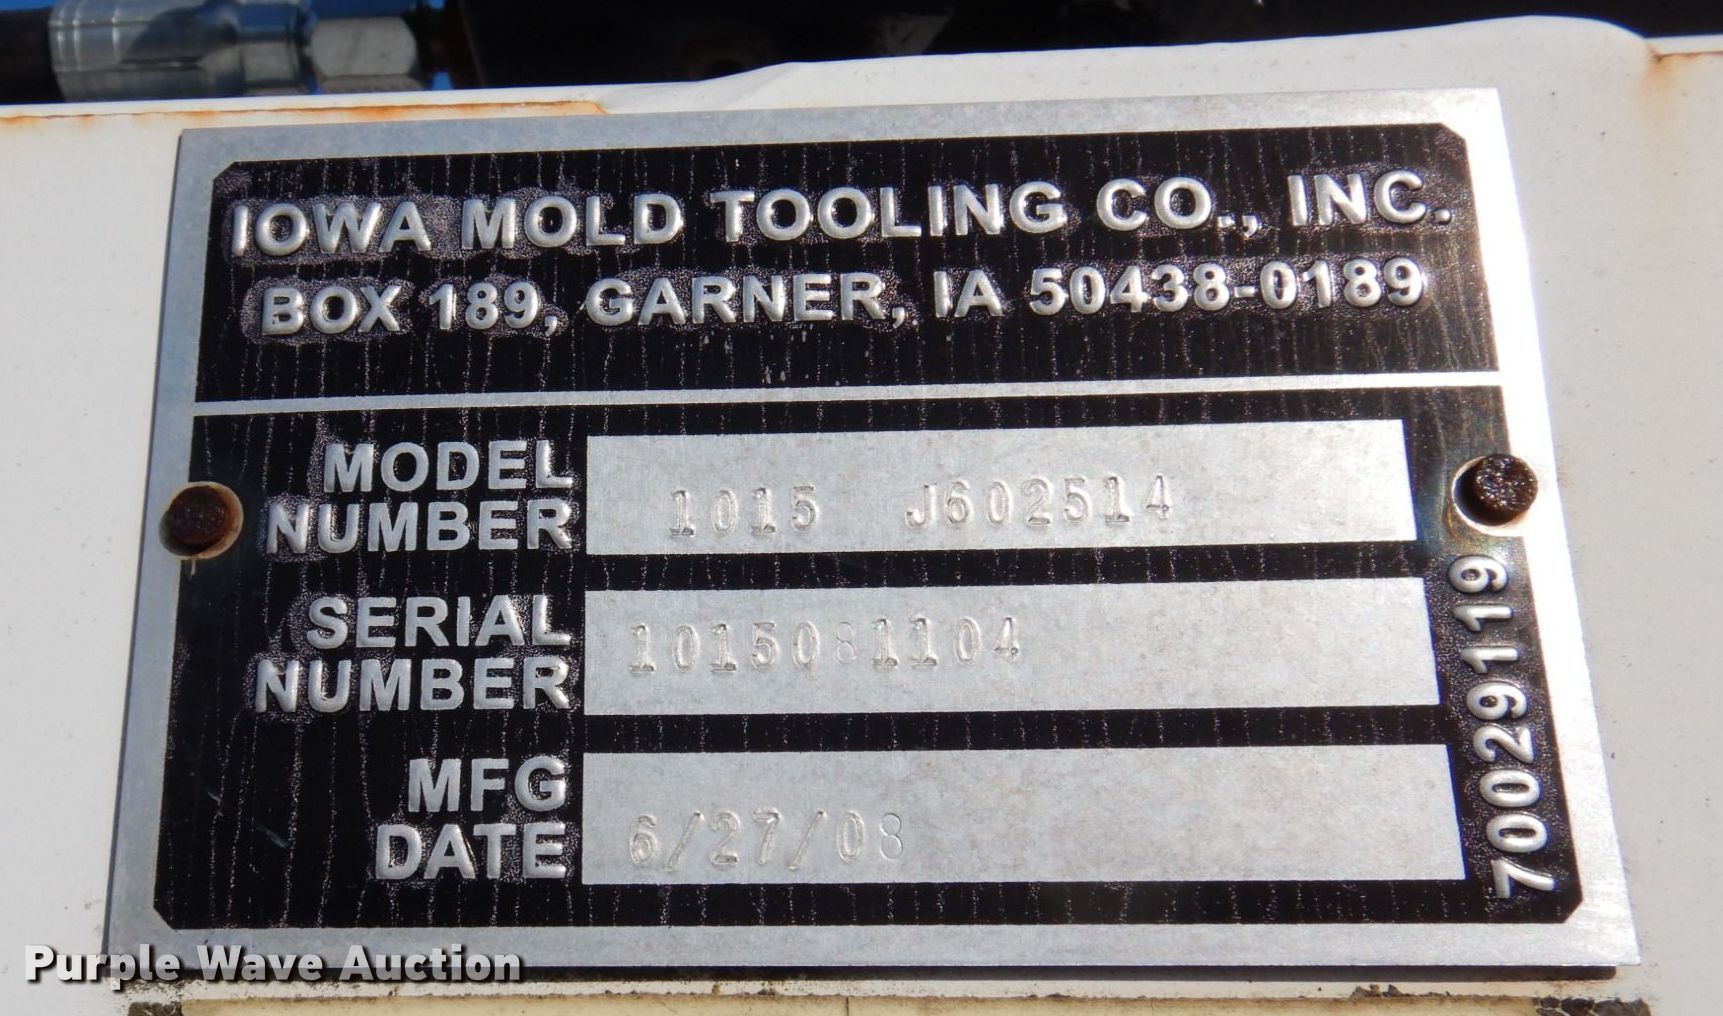 IOWA MOLD TOOLING CO., INC.
BOX 189, GARNER, IA 50438-0189
MODEL NUMBER 1015 J602514
SERIAL NUMBER 1015081104
MFG DATE 6/27/08
70029119
Purple Wave Auction